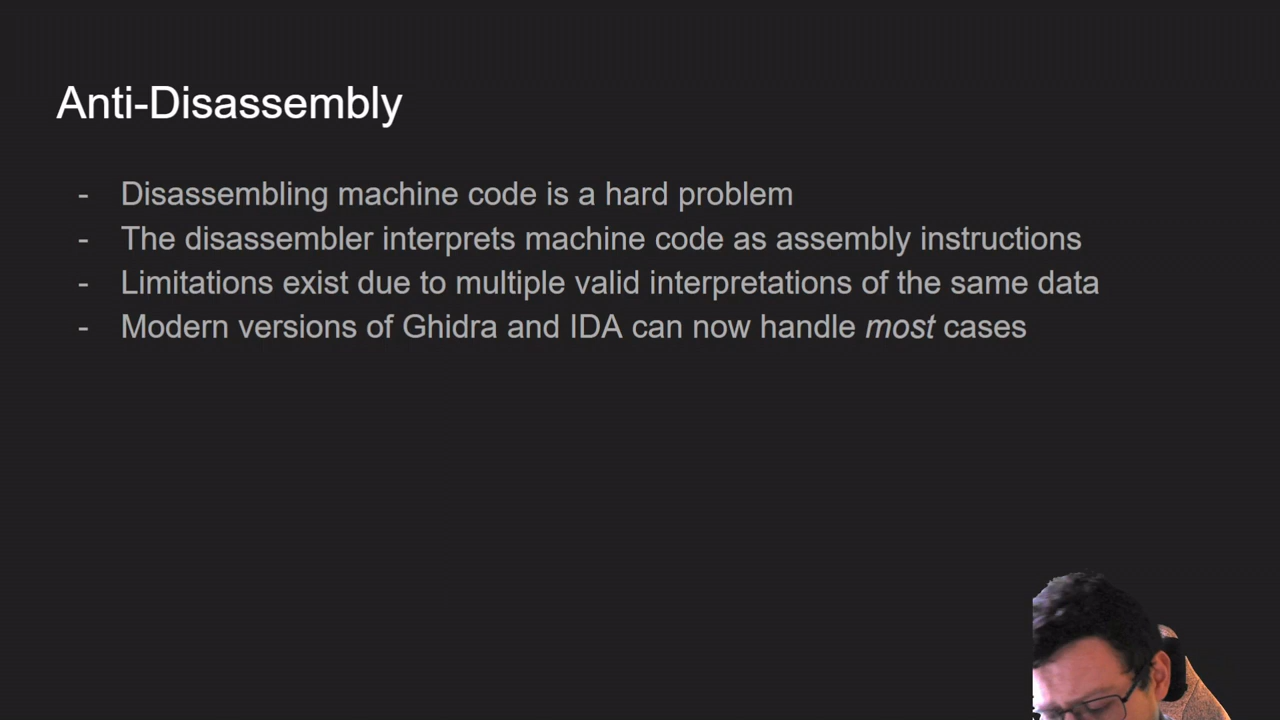 Anti-Disassembly
- Disassembling machine code is a hard problem
- The disassembler interprets machine code as assembly instructions
- Limitations exist due to multiple valid interpretations of the same data
- Modern versions of Ghidra and IDA can now handle most cases